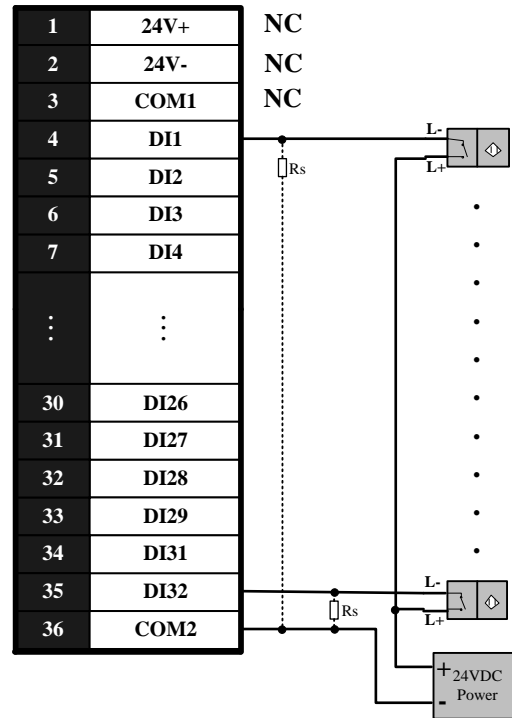 1 24V+ NC
2 24V- NC
3 COM1 NC
4 DI1 L-
Rs L+
5 DI2
6 DI3
7 DI4
⋮ ⋮
30 DI26
31 DI27
32 DI28
33 DI29
34 DI31
35 DI32 L-
Rs L+
36 COM2
+ 24VDC
- Power